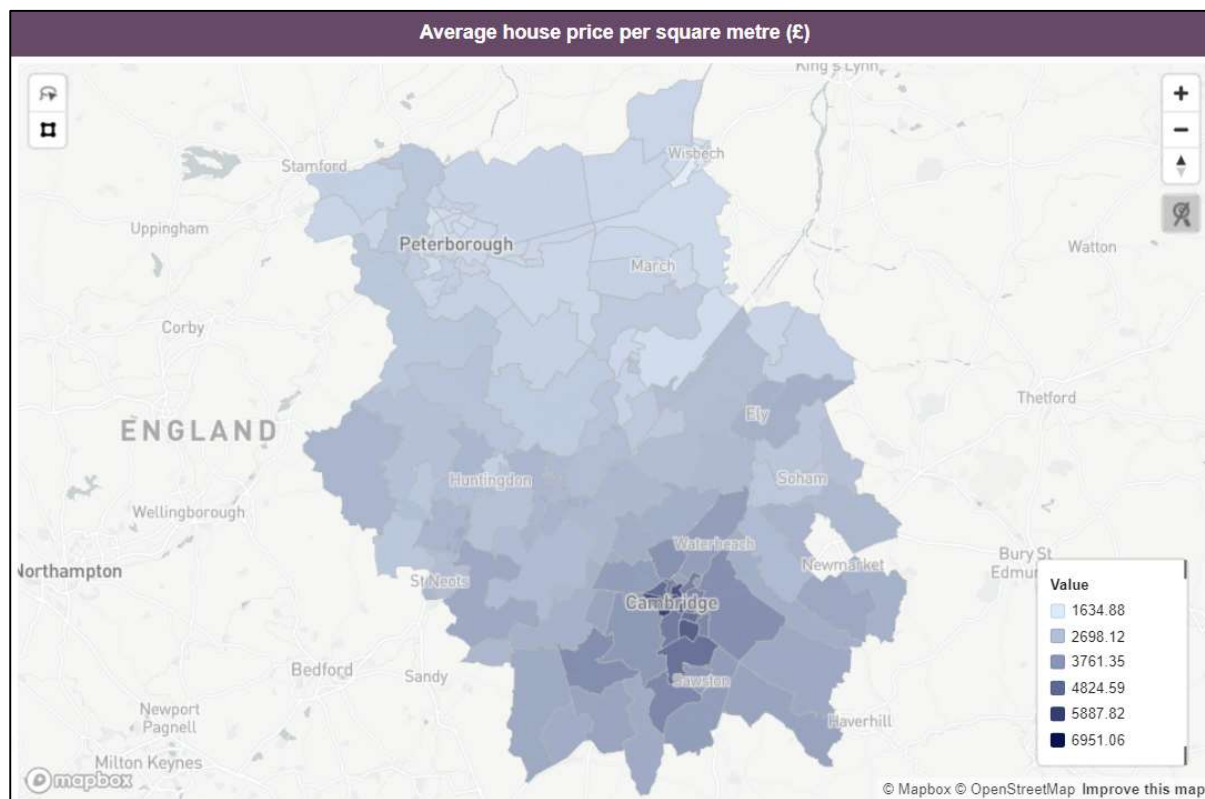 Average house price per square metre (£)
King's Lynn
Stamford
Wisbech
Uppingham
Peterborough
Watton
March
Corby
Thetford
Ely
ENGLAND
Huntingdon
Soham
Wellingborough
Waterbeach
Bury St
Edmu
Newmarket
Northampton
St Neots
Cambridge
Bedford
Sandy
Sawston
Newport
Pagnell
Haverhill
Milton Keynes
Value
1634.88
2698.12
3761.35
4824.59
5887.82
6951.06
mapbox
© Mapbox © OpenStreetMap Improve this map